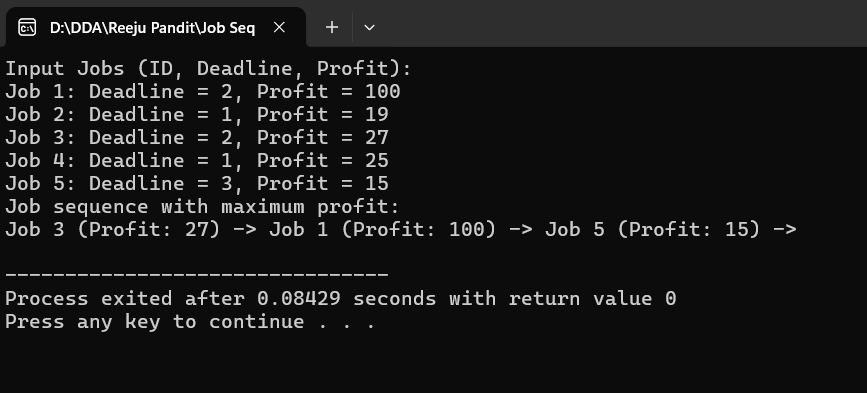 D:\DDA\Reeju Pandit\Job Seq
Input Jobs (ID, Deadline, Profit):
Job 1: Deadline = 2, Profit = 100
Job 2: Deadline = 1, Profit = 19
Job 3: Deadline = 2, Profit = 27
Job 4: Deadline = 1, Profit = 25
Job 5: Deadline = 3, Profit = 15
Job sequence with maximum profit:
Job 3 (Profit: 27) -> Job 1 (Profit: 100) -> Job 5 (Profit: 15) ->
--------------------------------
Process exited after 0.08429 seconds with return value 0
Press any key to continue . . .